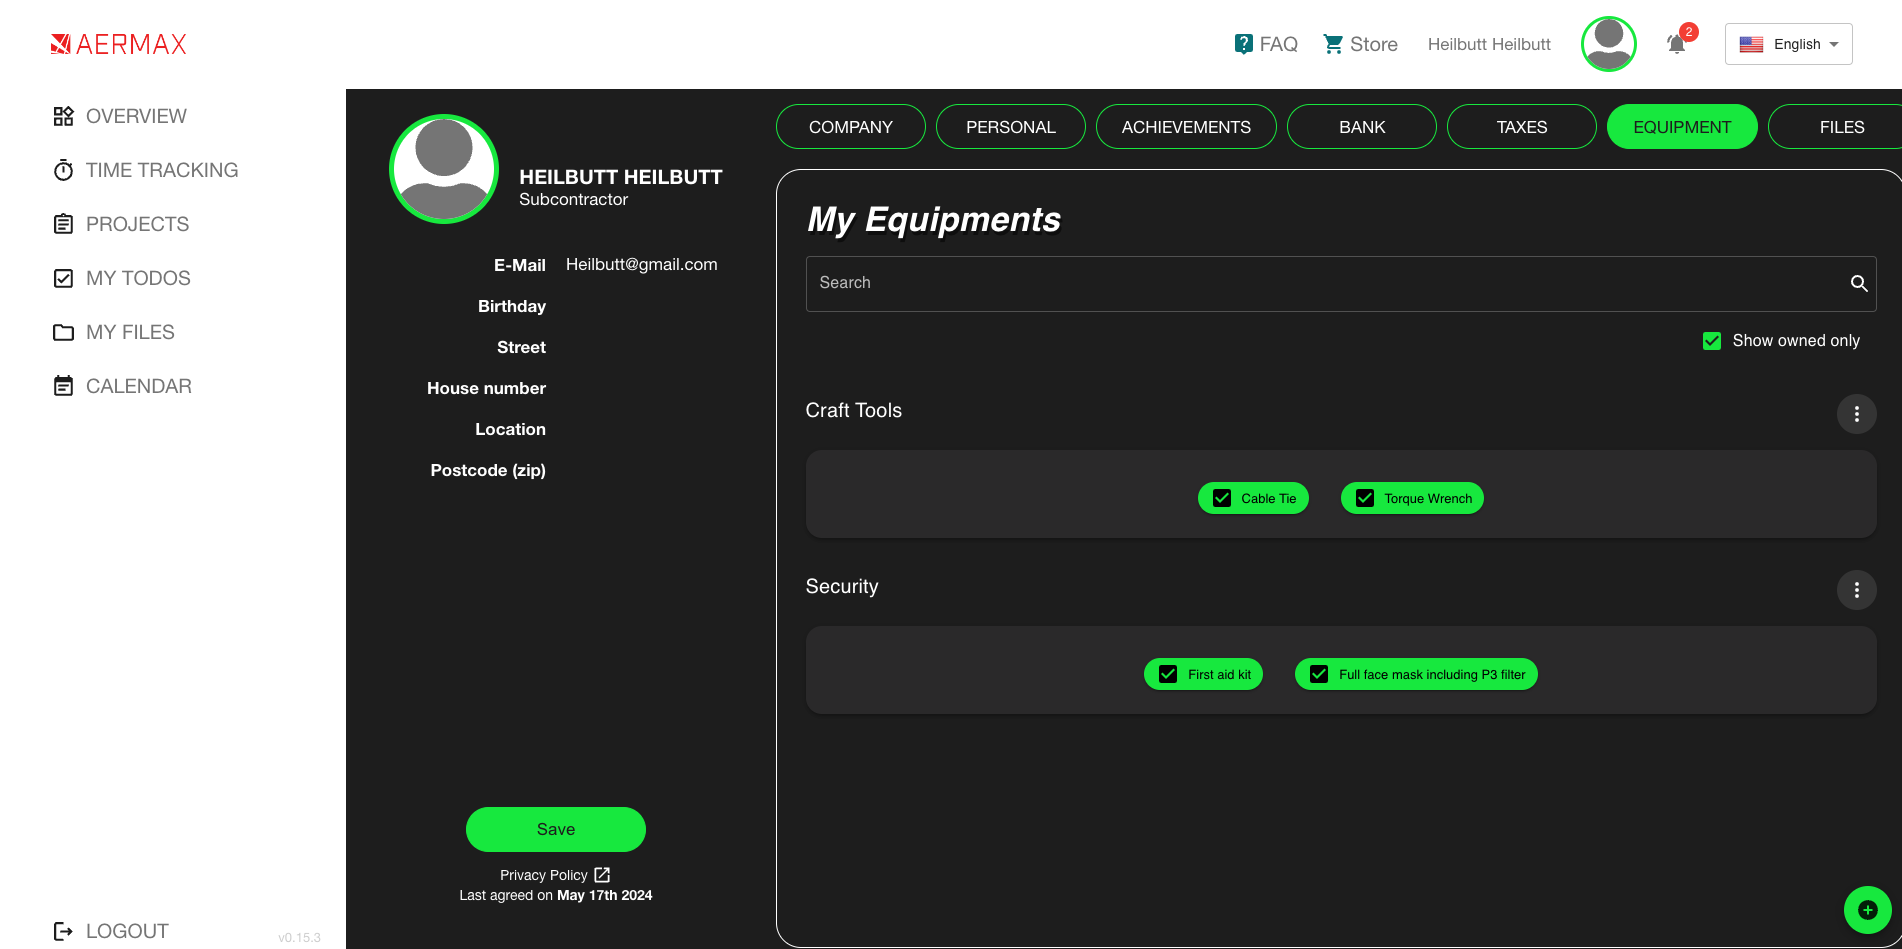 AERMAX
FAQ
Store
Heilbutt Heilbutt
2
English
OVERVIEW
TIME TRACKING
PROJECTS
MY TODOS
MY FILES
CALENDAR
LOGOUT
v0.15.3
HEILBUTT HEILBUTT
Subcontractor
E-Mail Heilbutt@gmail.com
Birthday
Street
House number
Location
Postcode (zip)
Save
Privacy Policy
Last agreed on May 17th 2024
COMPANY
PERSONAL
ACHIEVEMENTS
BANK
TAXES
EQUIPMENT
FILES
My Equipments
Search
Show owned only
Craft Tools
Cable Tie
Torque Wrench
Security
First aid kit
Full face mask including P3 filter